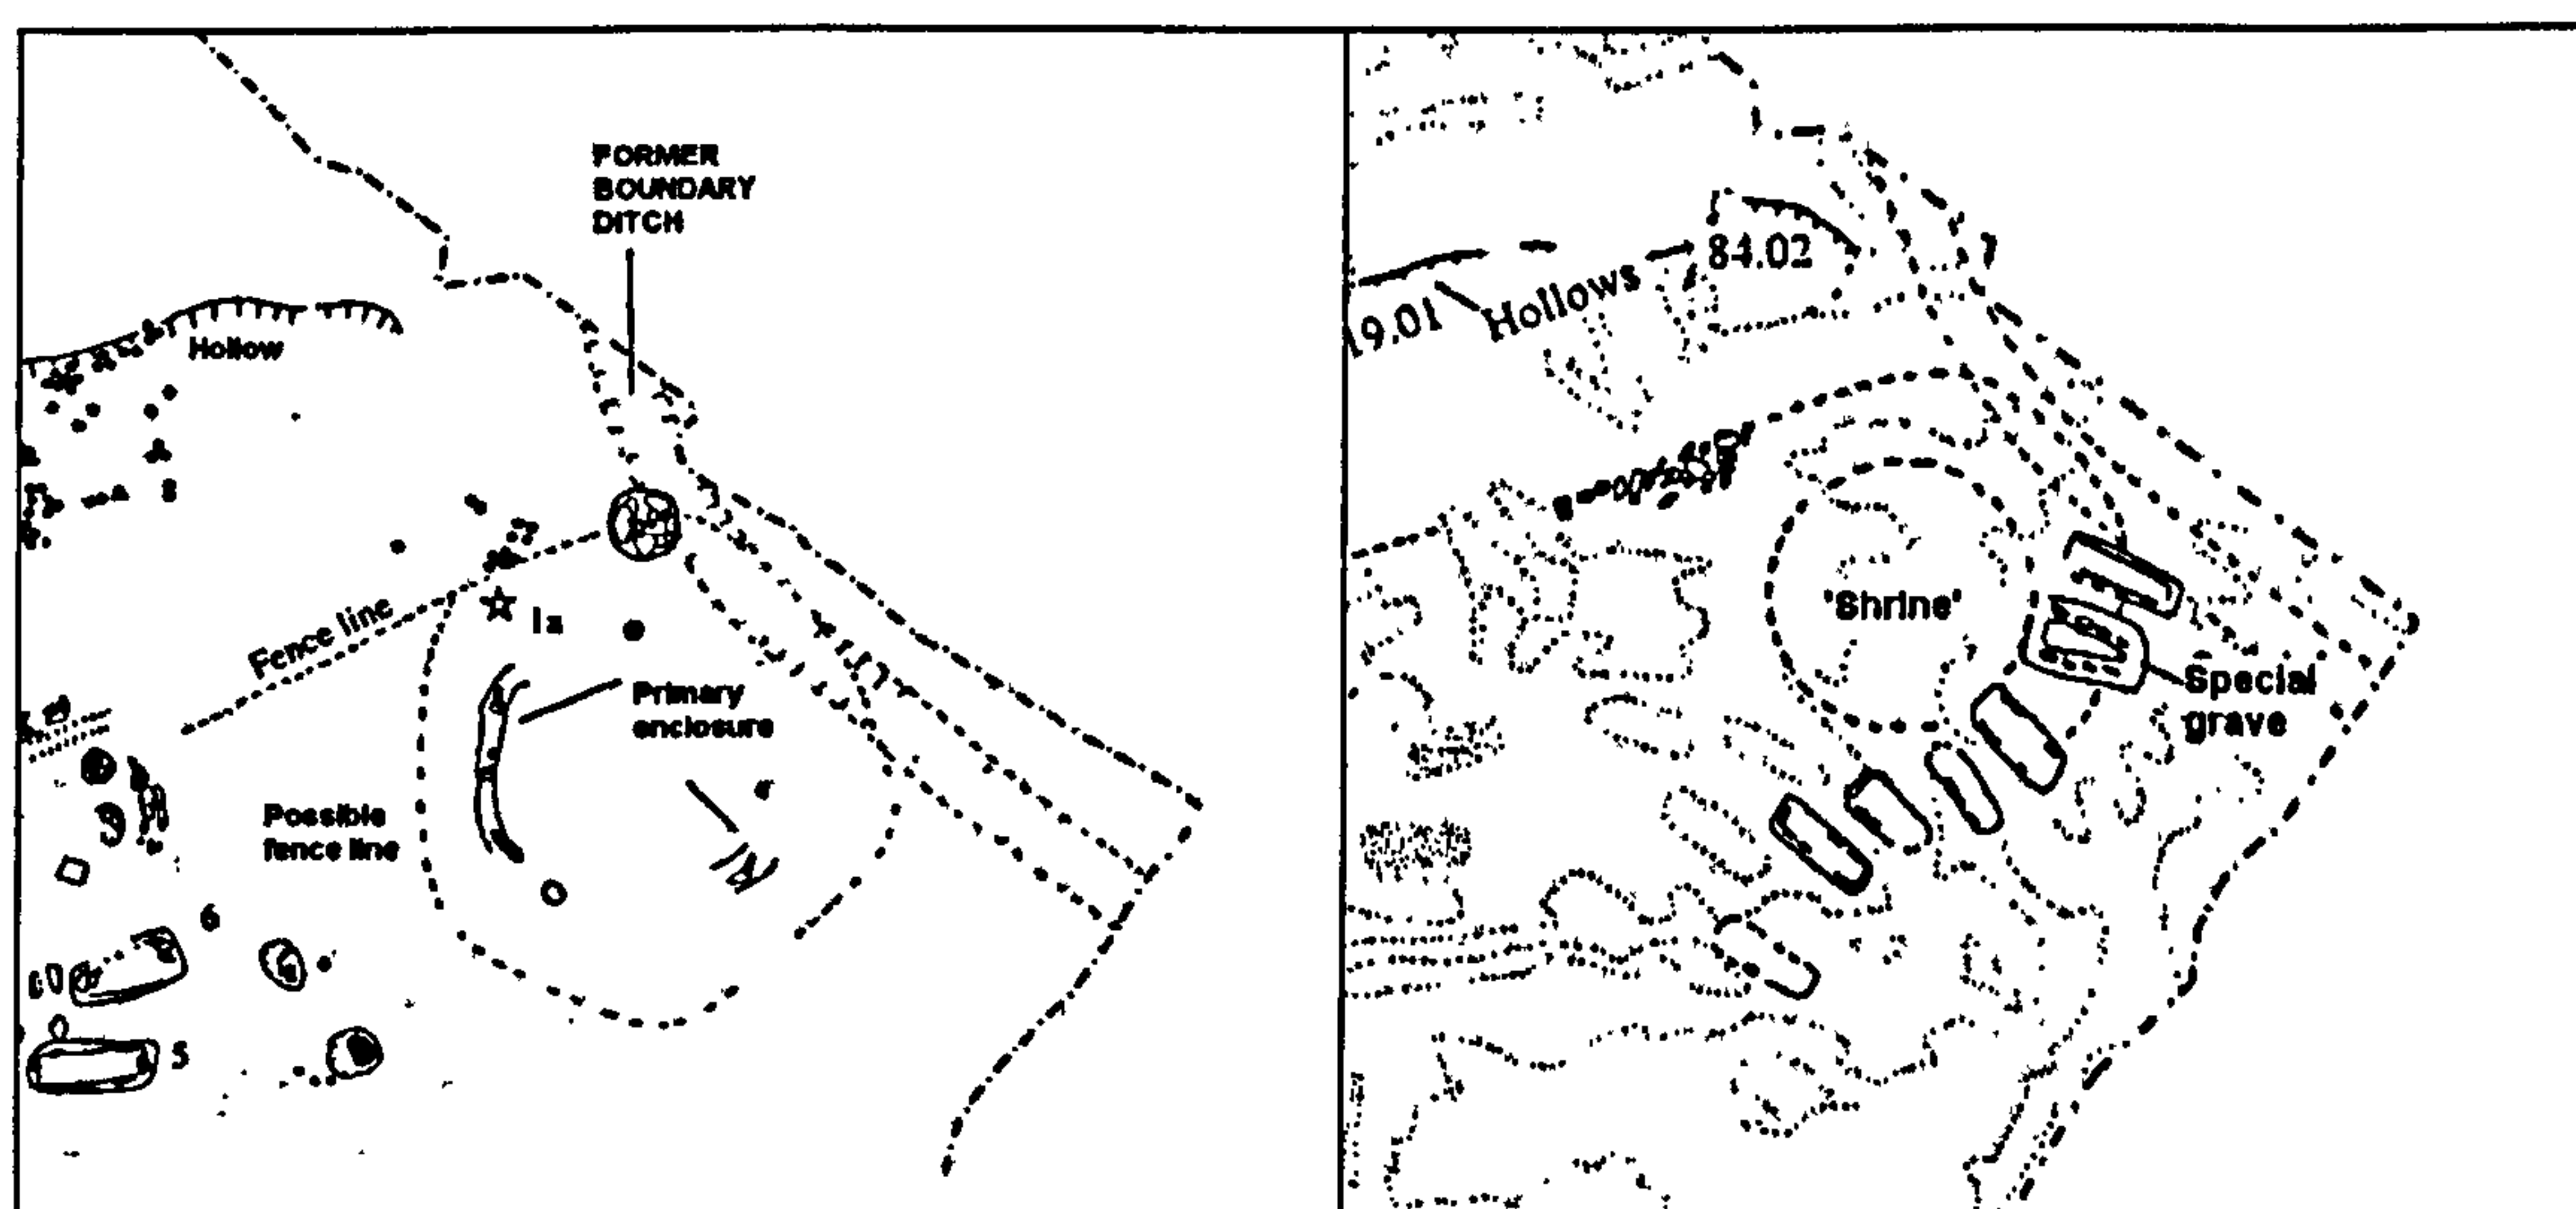 FORMER
BOUNDARY
DITCH
Hollow
Fence line
Ia
Primary
enclosure
Possible
fence line
6
5
84.02
Hollows
19.01
'Shrine'
Special
grave